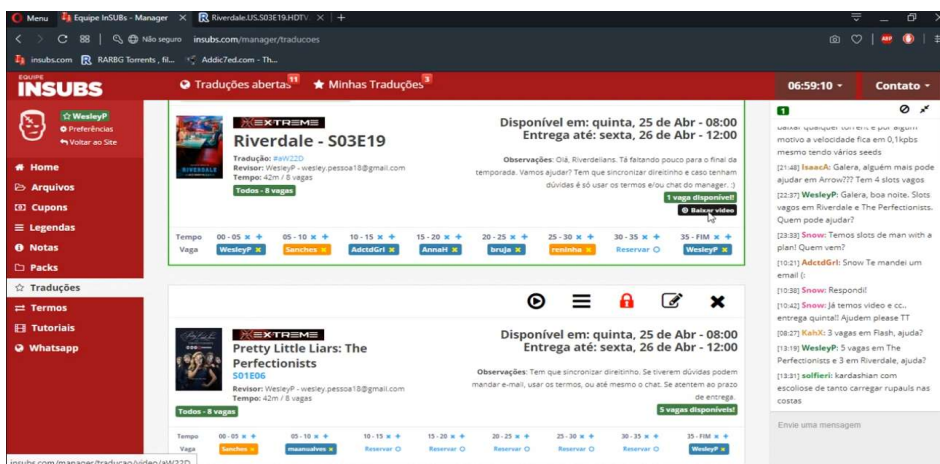 Menu
Equipe InSUBs - Manager
Riverdale.US.S03E19.HDTV.
Não seguro insubs.com/manager/traducoes
insubs.com
RARBG Torrents , fil...
Addic7ed.com - Th...
EQUIPE
INSUBS
Traduções abertas 11
Minhas Traduções 3
06:59:10
Contato
WesleyP
Preferências
Voltar ao Site
Home
Arquivos
Cupons
Legendas
Notas
Packs
Traduções
Termos
Tutoriais
Whatsapp
RIVERDALE
EXTREME
Riverdale - S03E19
Tradução: #aW22D
Revisor: WesleyP - wesley.pessoa18@gmail.com
Tempo: 42m / 8 vagas
Todos - 8 vagas
Disponível em: quinta, 25 de Abr - 08:00
Entrega até: sexta, 26 de Abr - 12:00
Observações: Olá, Riverdelians. Tá faltando pouco para o final da
temporada. Vamos ajudar? Tem que sincronizar direitinho e caso tenham
dúvidas é só usar os termos e/ou chat do manager. :)
1 vaga disponível!
Baixar vídeo
Tempo 00 - 05 05 - 10 10 - 15 15 - 20 20 - 25 25 - 30 30 - 35 35 - FIM
Vaga WesleyP Sanches AdctdGrl AnnaH bruja reninha Reservar WesleyP
EXTREME
Pretty Little Liars: The
Perfectionists
S01E06
Revisor: WesleyP - wesley.pessoa18@gmail.com
Tempo: 42m / 8 vagas
Todos - 8 vagas
Disponível em: quinta, 25 de Abr - 08:00
Entrega até: sexta, 26 de Abr - 12:00
Observações: Tem que sincronizar direitinho. Se tiverem dúvidas podem
mandar e-mail, usar os termos, ou até mesmo o chat. Se atentem ao prazo
de entrega.
5 vagas disponíveis!
Tempo 00 - 05 05 - 10 10 - 15 15 - 20 20 - 25 25 - 30 30 - 35 35 - FIM
Vaga Sanches maansualves Reservar Reservar Reservar Reservar Reservar WesleyP
1
baixar qualquer torrent e por algum
motivo a velocidade fica em 0,1kpbs
mesmo tendo vários seeds
[21:48] IsaacA: Galera, alguém mais pode
ajudar em Arrow??? Tem 4 slots vagos
[22:37] WesleyP: Galera, boa noite. Slots
vagos em Riverdale e The Perfectionists.
Quem pode ajudar?
[23:33] Snow: Temos slots de man with a
plan! Quem vem?
[10:21] AdctdGrl: Snow Te mandei um
email (:
[10:38] Snow: Respondi!
[10:42] Snow: Já temos video e cc..
entrega quinta!! Ajudem please TT
[08:27] KahX: 3 vagas em Flash, ajuda?
[13:19] WesleyP: 5 vagas em The
Perfectionists e 3 em Riverdale, ajuda?
[13:31] solfieri: kardashian com
escoliose de tanto carregar rupauls nas
costas
Envie uma mensagem
insubs.com/manager/traducao/video/aW22D